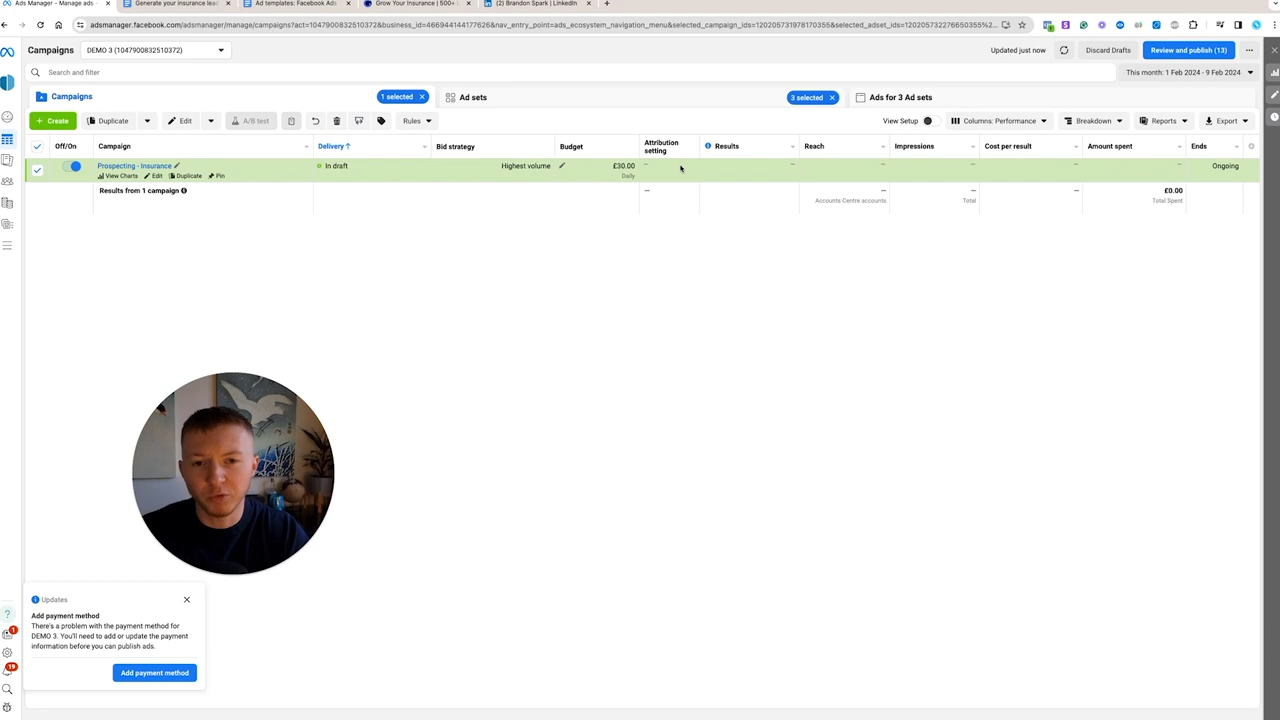 Ads Manager - Manage ads -
Generate your insurance lead
Ad templates: Facebook Ads
Grow Your Insurance | 500+
(2) Brandon Spark | LinkedIn
adsmanager.facebook.com/adsmanager/manage/campaigns?act=1047900832510372&business_id=466944144177626&nav_entry_point=ads_ecosystem_navigation_menu&selected_campaign_ids=120205731978170355&selected_adset_ids=120205732276650355%2C...
Campaigns
DEMO 3 (1047900832510372)
Updated just now
Discard Drafts
Review and publish (13)
Search and filter
This month: 1 Feb 2024 - 9 Feb 2024
Campaigns
1 selected
Ad sets
3 selected
Ads for 3 Ad sets
+ Create
Duplicate
Edit
A/B test
Rules
View Setup
Columns: Performance
Breakdown
Reports
Export
Off/On
Campaign
Delivery ↑
Bid strategy
Budget
Attribution
setting
Results
Reach
Impressions
Cost per result
Amount spent
Ends
Prospecting - Insurance
In draft
Highest volume
£30.00
Ongoing
View Charts
Edit
Duplicate
Pin
Daily
Results from 1 campaign
£0.00
Accounts Centre accounts
Total
Total Spent
Updates
Add payment method
There's a problem with the payment method for
DEMO 3. You'll need to add or update the payment
information before you can publish ads.
Add payment method
1
19